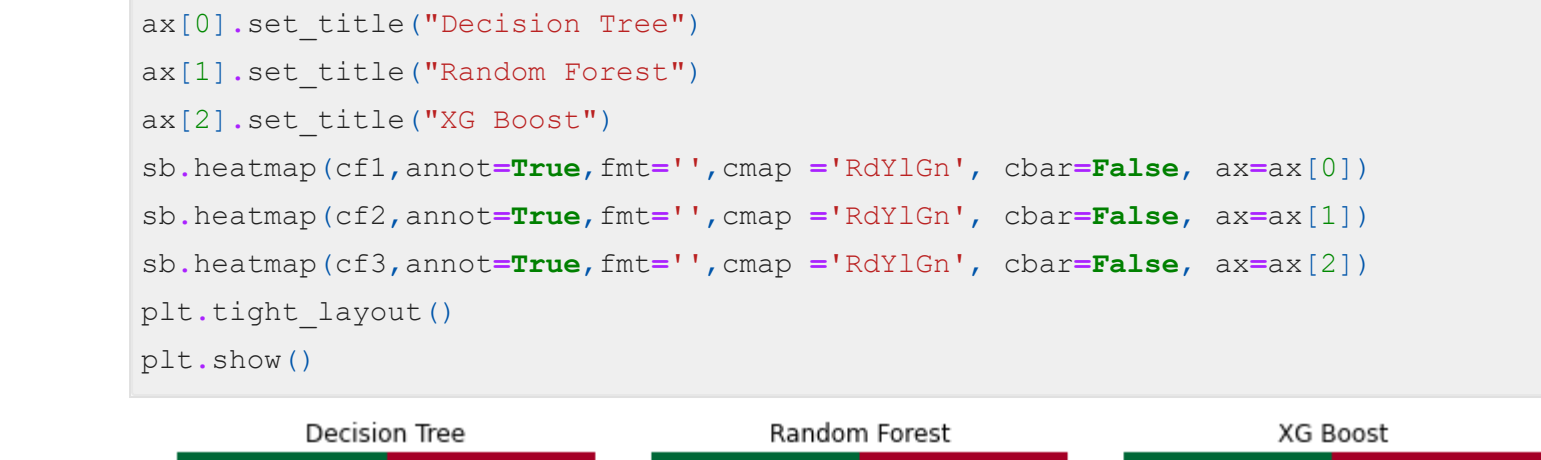 ax[0].set_title("Decision Tree")
ax[1].set_title("Random Forest")
ax[2].set_title("XG Boost")
sb.heatmap(cf1,annot=True,fmt='',cmap ='RdYlGn', cbar=False, ax=ax[0])
sb.heatmap(cf2,annot=True,fmt='',cmap ='RdYlGn', cbar=False, ax=ax[1])
sb.heatmap(cf3,annot=True,fmt='',cmap ='RdYlGn', cbar=False, ax=ax[2])
plt.tight_layout()
plt.show()
Decision Tree Random Forest XG Boost